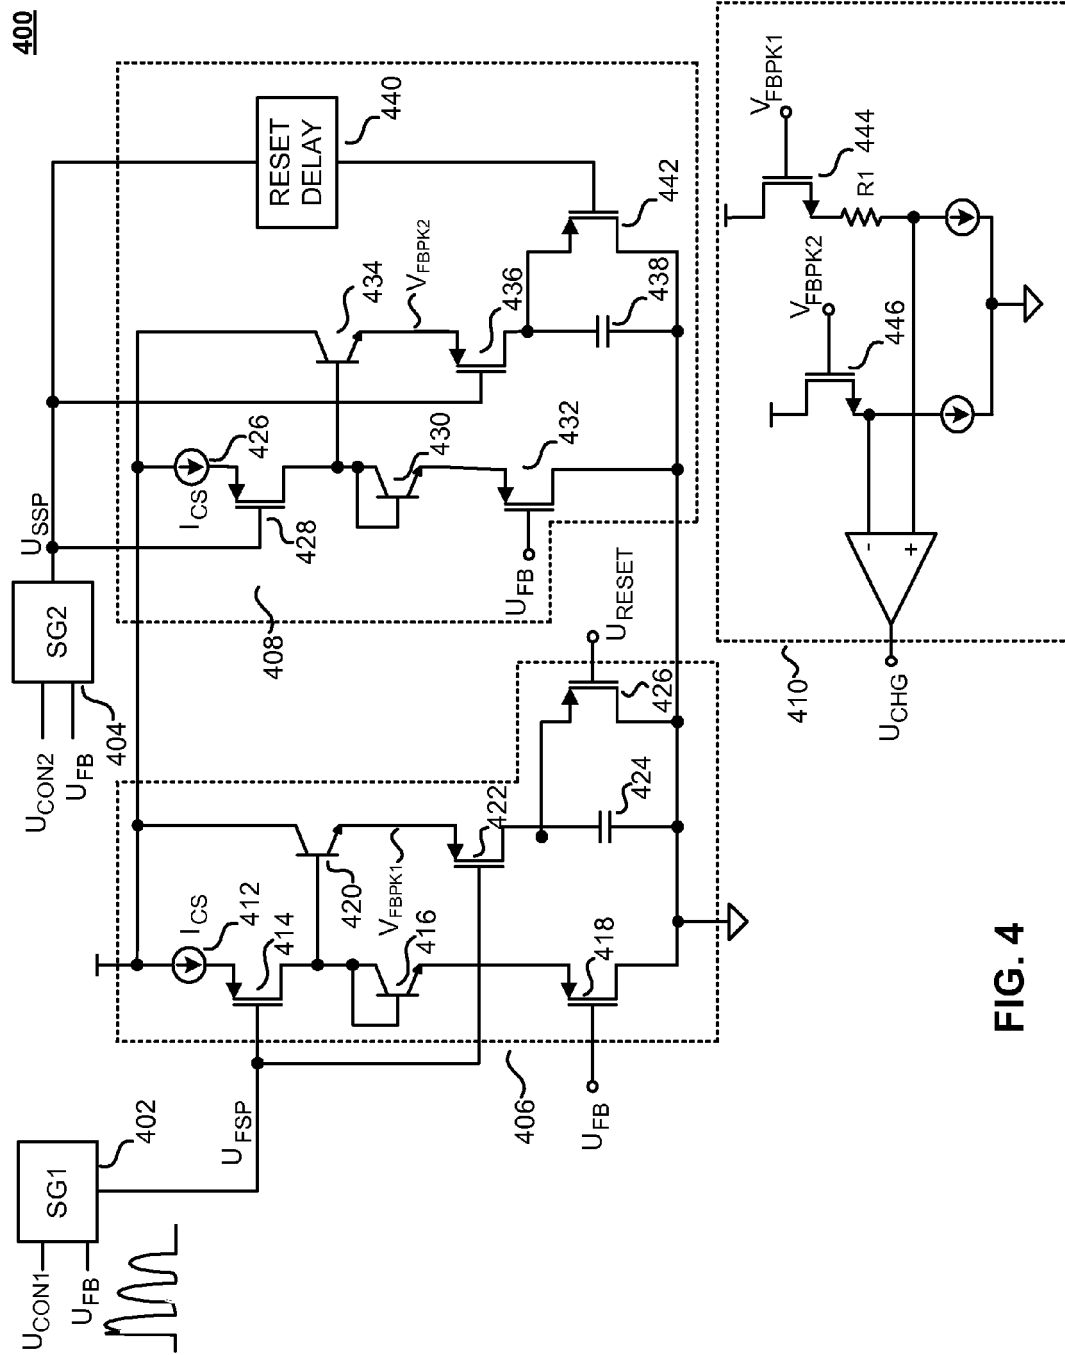 400
U_CON1
U_FB
SG1
402
U_FSP
U_CON2
U_FB
SG2
404
U_SSP
I_CS
412
414
420
V_FBPK1
416
422
418
424
406
U_FB
426
U_RESET
408
I_CS
426
428
434
430
V_FBPK2
436
432
438
U_FB
RESET
DELAY
440
442
410
U_CHG
-
+
V_FBPK2
446
V_FBPK1
444
R1
FIG. 4